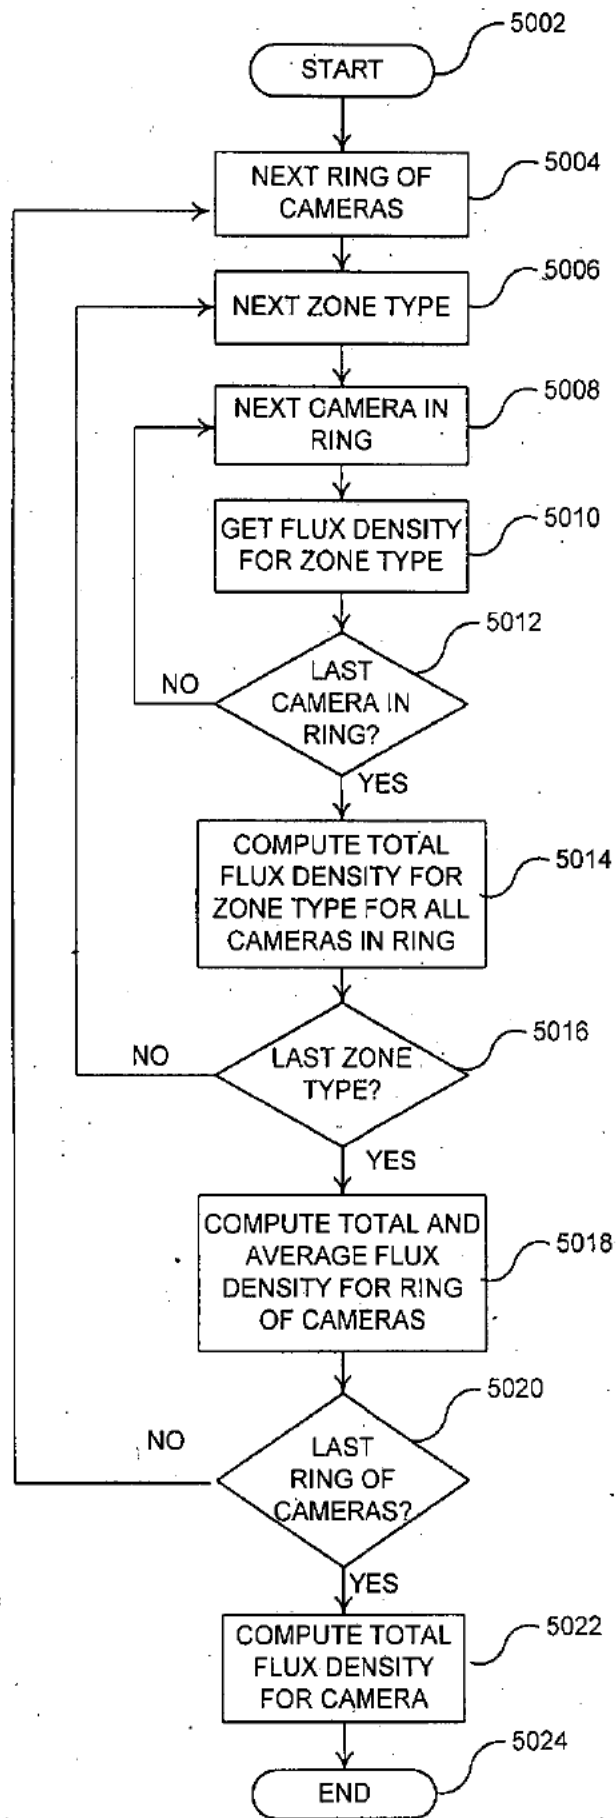 5002
START
5004
NEXT RING OF
CAMERAS
5006
NEXT ZONE TYPE
5008
NEXT CAMERA IN
RING
5010
GET FLUX DENSITY
FOR ZONE TYPE
5012
LAST
CAMERA IN
RING?
NO
YES
COMPUTE TOTAL
FLUX DENSITY FOR
ZONE TYPE FOR ALL
CAMERAS IN RING
5014
5016
LAST ZONE
TYPE?
NO
YES
COMPUTE TOTAL AND
AVERAGE FLUX
DENSITY FOR RING
OF CAMERAS
5018
5020
NO
LAST
RING OF
CAMERAS?
YES
COMPUTE TOTAL
FLUX DENSITY
FOR CAMERA
5022
5024
END